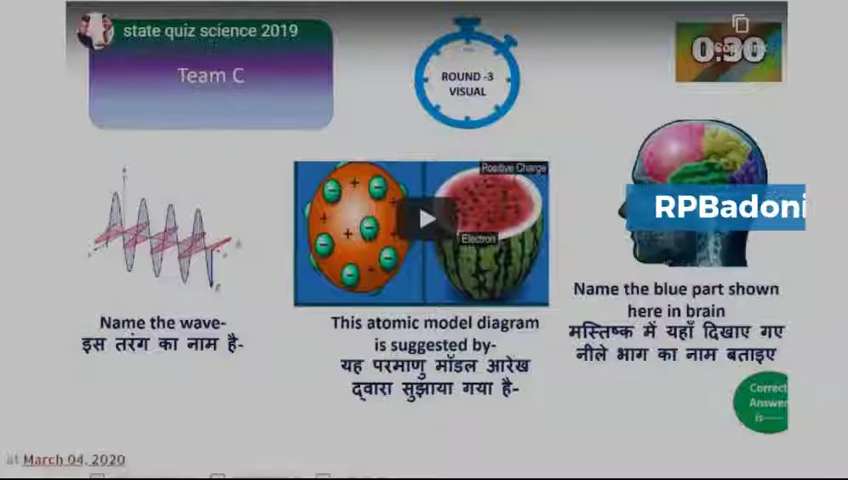 state quiz science 2019
Team C
ROUND -3
VISUAL
0:30
Positive Charge
Electron
RPBadoni
Name the wave-
इस तरंग का नाम है-
This atomic model diagram
is suggested by-
यह परमाणु मॉडल आरेख
द्वारा सुझाया गया है-
Name the blue part shown
here in brain
मस्तिष्क में यहाँ दिखाए गए
नीले भाग का नाम बताइए
Correct
Answer
is-----
at March 04, 2020